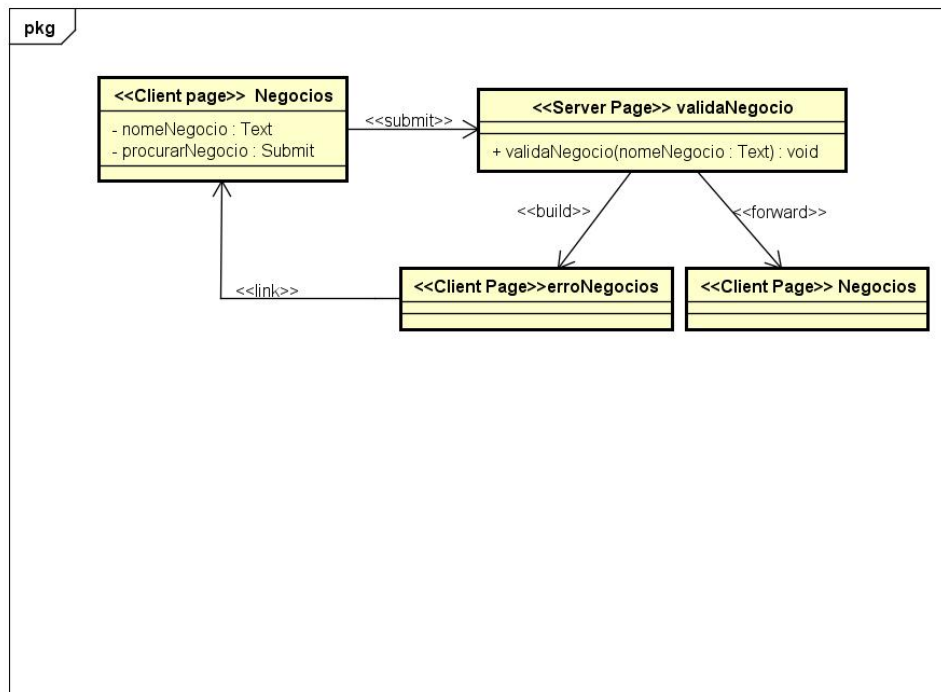 pkg
<<Client page>> Negocios
- nomeNegocio : Text
- procurarNegocio : Submit
<<submit>>
<<Server Page>> validaNegocio
+ validaNegocio(nomeNegocio : Text) : void
<<build>>
<<forward>>
<<link>>
<<Client Page>>erroNegocios
<<Client Page>> Negocios